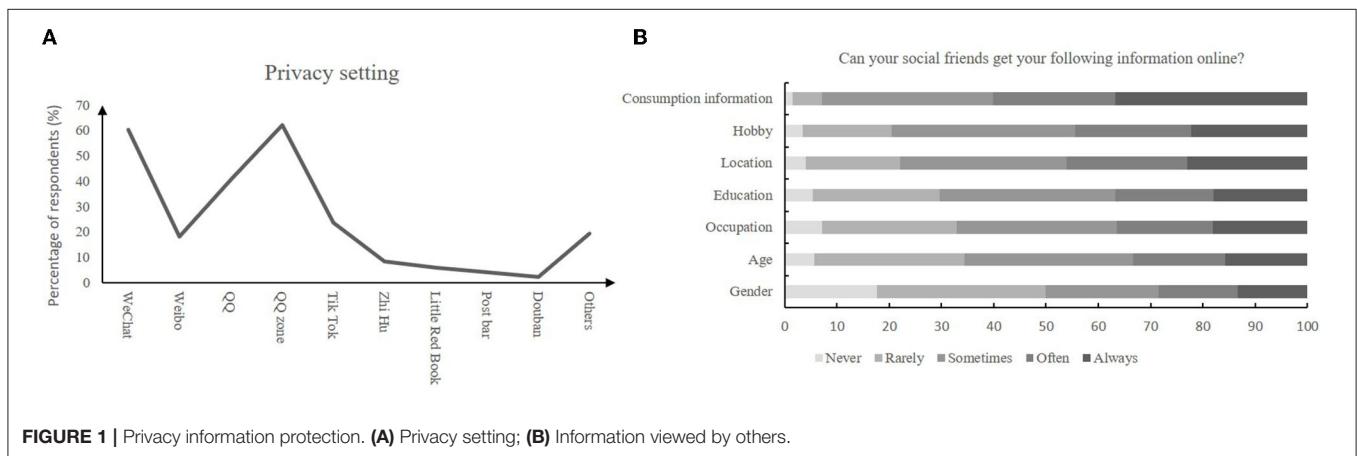 A
Privacy setting
Percentage of respondents (%)
70
60
50
40
30
20
10
0
WeChat
Weibo
QQ
QQ zone
Tik Tok
Zhi Hu
Little Red Book
Post bar
Douban
Others
B
Can your social friends get your following information online?
Consumption information
Hobby
Location
Education
Occupation
Age
Gender
0 10 20 30 40 50 60 70 80 90 100
Never Rarely Sometimes Often Always
FIGURE 1 | Privacy information protection. (A) Privacy setting; (B) Information viewed by others.